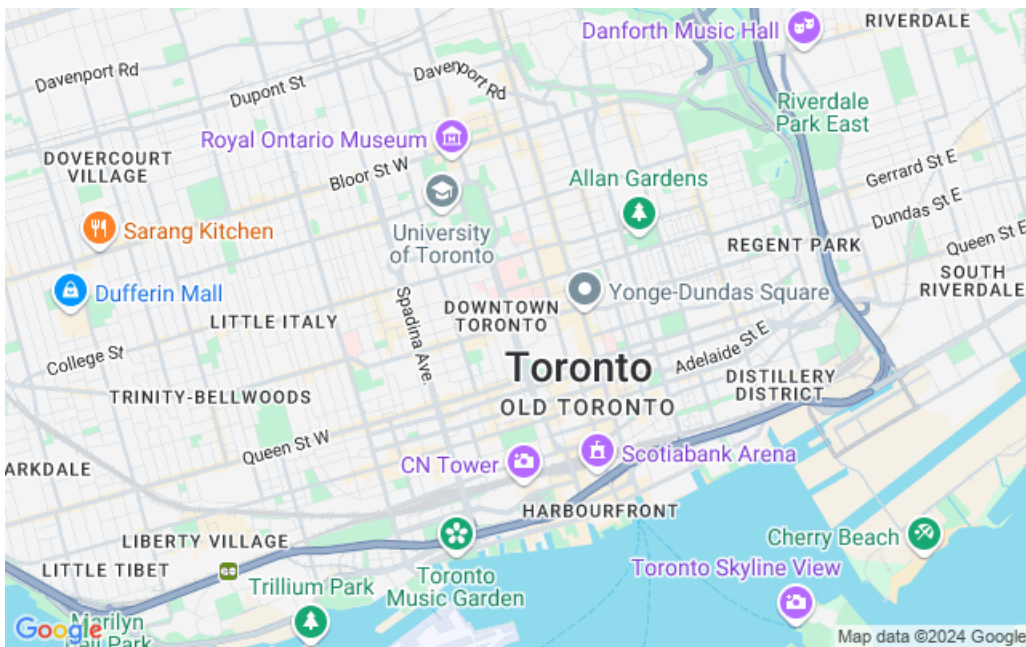 Danforth Music Hall
RIVERDALE
Davenport Rd
Davenport Rd
Dupont St
Riverdale
Park East
Royal Ontario Museum
DOVERCOURT
VILLAGE
Bloor St W
Gerrard St E
Allan Gardens
Dundas St E
Sarang Kitchen
University
of Toronto
REGENT PARK
Queen St E
SOUTH
RIVERDALE
Dufferin Mall
Yonge-Dundas Square
DOWNTOWN
TORONTO
LITTLE ITALY
Spadina Ave.
College St
Adelaide St E
Toronto
DISTILLERY
DISTRICT
TRINITY-BELLWOODS
OLD TORONTO
Queen St W
ARKDALE
CN Tower
Scotiabank Arena
HARBOURFRONT
LIBERTY VILLAGE
Cherry Beach
LITTLE TIBET
Toronto Skyline View
Trillium Park
Toronto
Music Garden
Marilyn
Bell Park
Google
Map data ©2024 Google